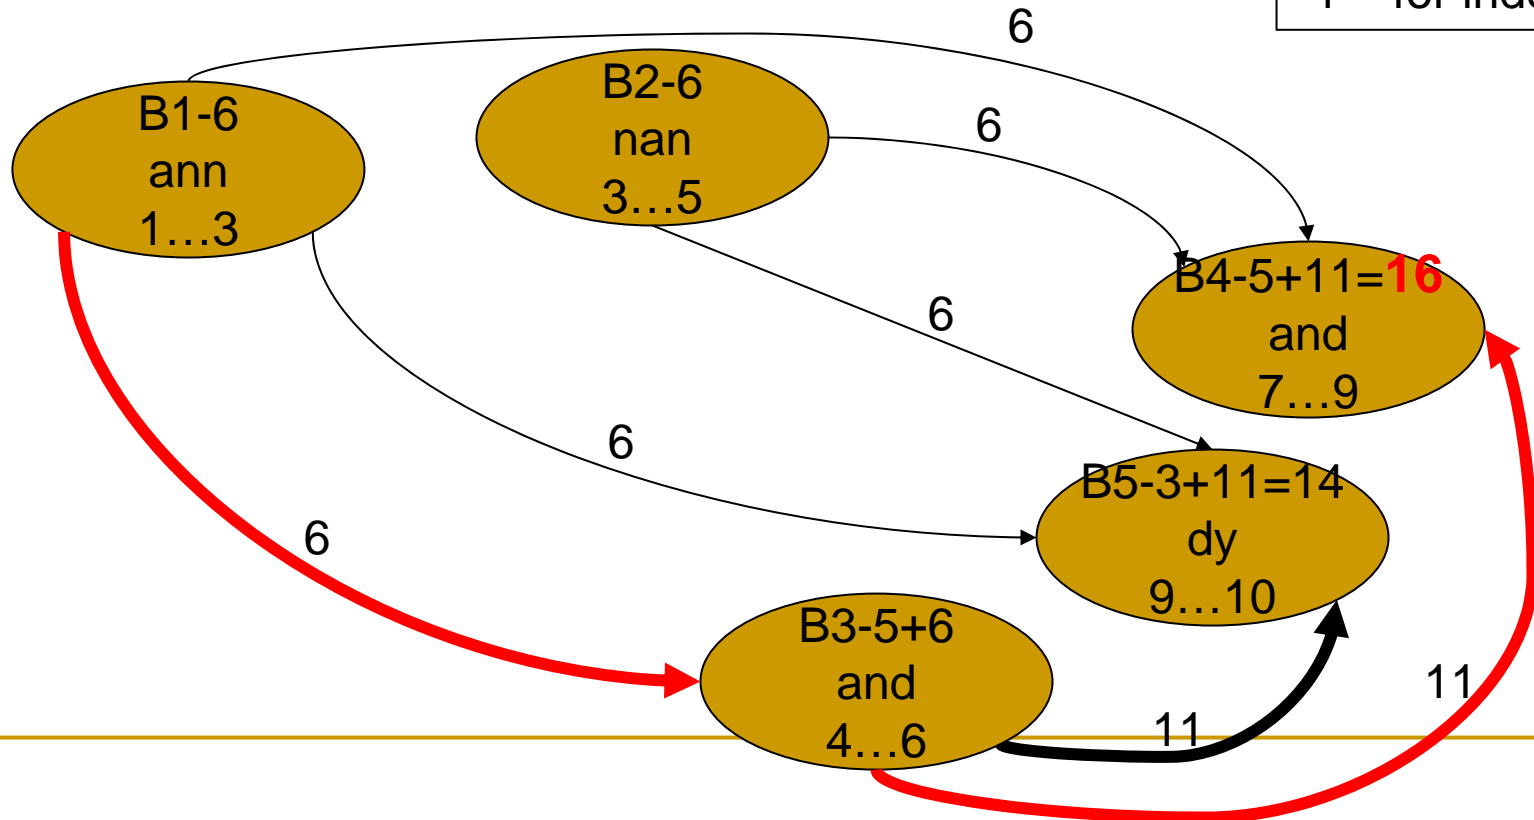 for
6
B1-6
ann
1…3
B2-6
nan
3…5
6
B4-5+11=16
and
7…9
6
6
B5-3+11=14
dy
9…10
6
B3-5+6
and
4…6
11
11